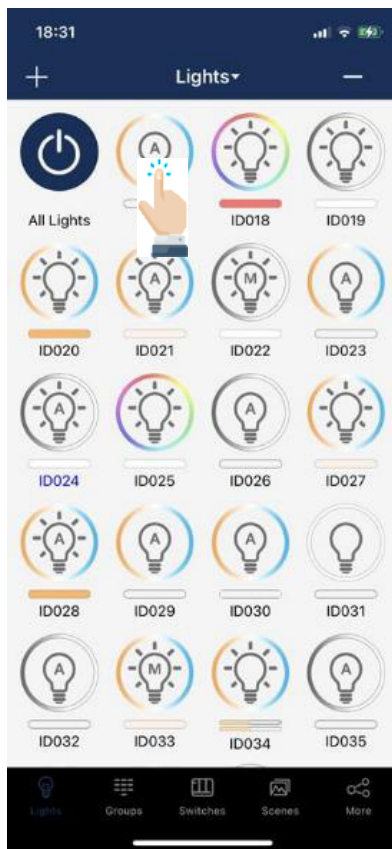 18:31
Lights
A
All Lights
ID018
ID019
A
M
A
ID020
ID021
ID022
ID023
A
A
ID024
ID025
ID026
ID027
A
A
A
ID028
ID029
ID030
ID031
A
M
A
ID032
ID033
ID034
ID035
Lights
Groups
Switches
Scenes
More